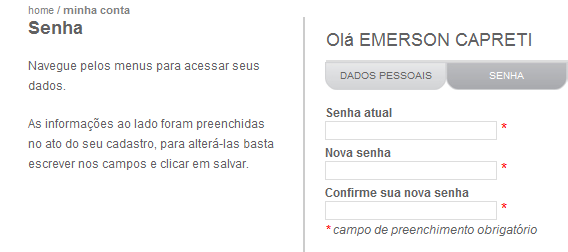 home / minha conta
Senha
Navegue pelos menus para acessar seus
dados.
As informações ao lado foram preenchidas
no ato do seu cadastro, para alterá-las basta
escrever nos campos e clicar em salvar.
Olá EMERSON CAPRETI
DADOS PESSOAIS SENHA
Senha atual
*
Nova senha
*
Confirme sua nova senha
*
* campo de preenchimento obrigatório